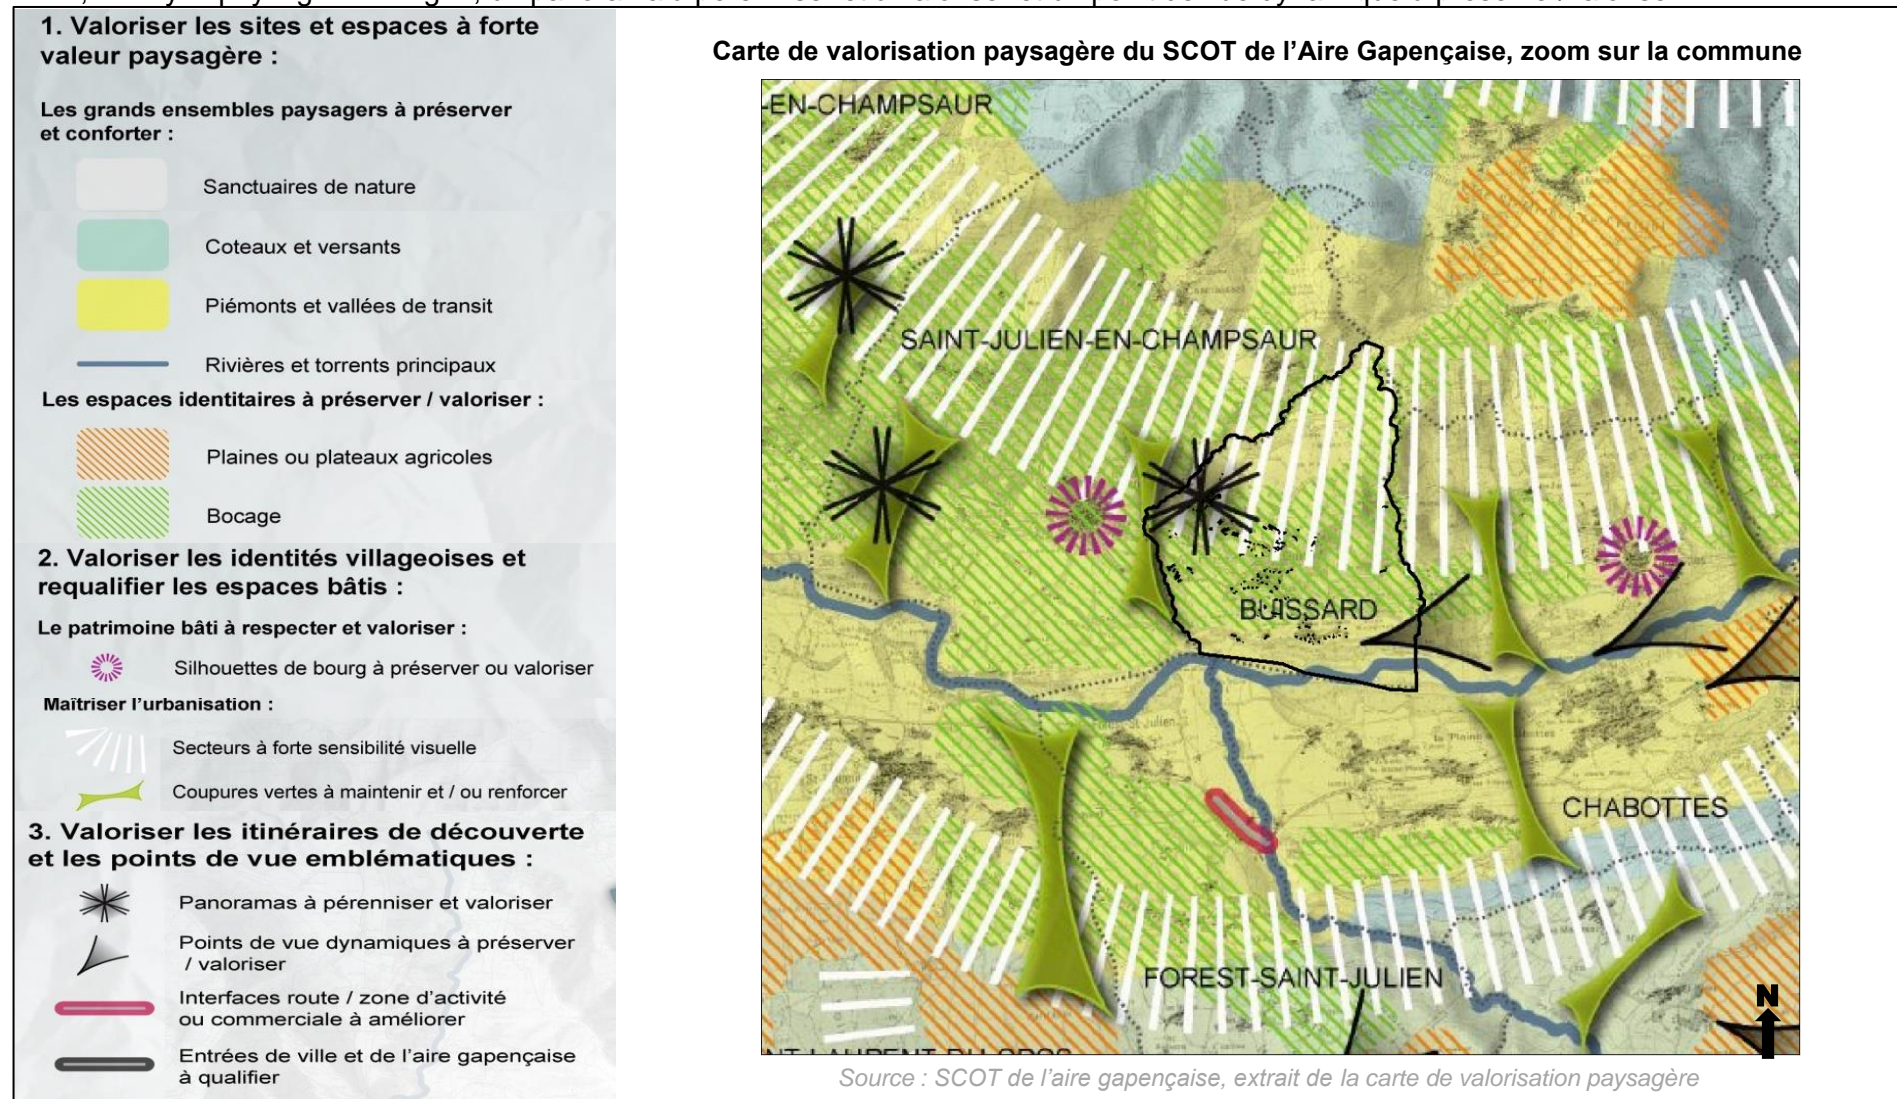 1. Valoriser les sites et espaces à forte
valeur paysagère :
Les grands ensembles paysagers à préserver
et conforter :
Sanctuaires de nature
Coteaux et versants
Piémonts et vallées de transit
Rivières et torrents principaux
Les espaces identitaires à préserver / valoriser :
Plaines ou plateaux agricoles
Bocage
2. Valoriser les identités villageoises et
requalifier les espaces bâtis :
Le patrimoine bâti à respecter et valoriser :
Silhouettes de bourg à préserver ou valoriser
Maîtriser l'urbanisation :
Secteurs à forte sensibilité visuelle
Coupures vertes à maintenir et / ou renforcer
3. Valoriser les itinéraires de découverte
et les points de vue emblématiques :
Panoramas à pérenniser et valoriser
Points de vue dynamiques à préserver
/ valoriser
Interfaces route / zone d'activité
ou commerciale à améliorer
Entrées de ville et de l'aire gapençaise
à qualifier
Carte de valorisation paysagère du SCOT de l'Aire Gapençaise, zoom sur la commune
-EN-CHAMPSAUR
SAINT-JULIEN-EN-CHAMPSAUR
BUISSARD
CHABOTTES
FOREST-SAINT-JULIEN
N
Source : SCOT de l'aire gapençaise, extrait de la carte de valorisation paysagère